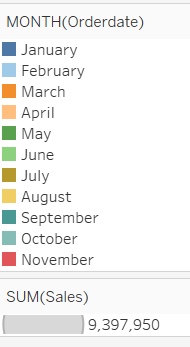 MONTH(Orderdate)
January
February
March
April
May
June
July
August
September
October
November
SUM(Sales)
9,397,950